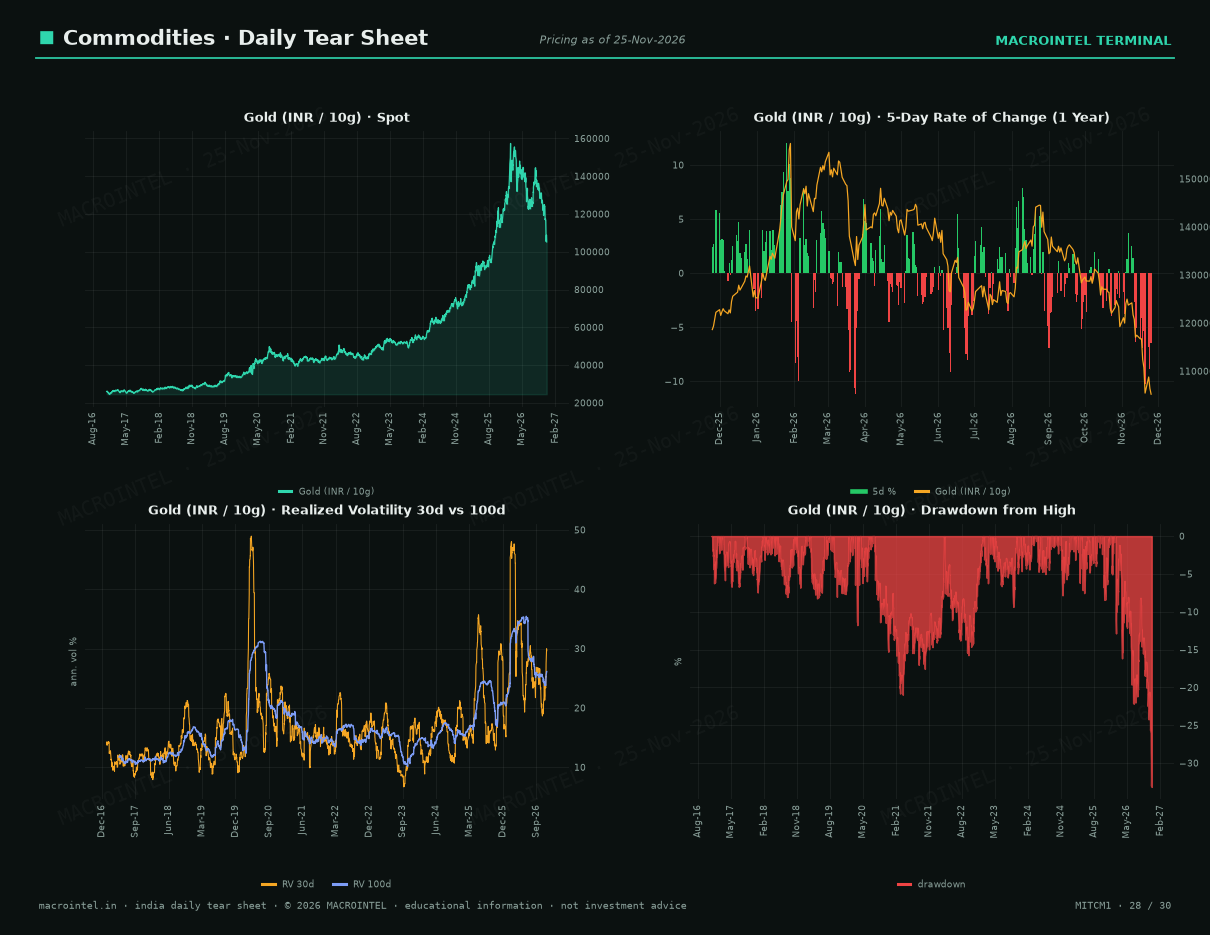 Commodities · Daily Tear Sheet
Pricing as of 25-Nov-2026
MACROINTEL TERMINAL
Gold (INR / 10g) · Spot
160000
140000
120000
100000
80000
60000
40000
20000
Aug-16 May-17 Feb-18 Nov-18 Aug-19 May-20 Feb-21 Nov-21 Aug-22 May-23 Feb-24 Nov-24 Aug-25 May-26 Feb-27
Gold (INR / 10g)
Gold (INR / 10g) · 5-Day Rate of Change (1 Year)
10
5
0
−5
−10
15000
14000
13000
12000
11000
Dec-25 Jan-26 Feb-26 Mar-26 Apr-26 May-26 Jun-26 Jul-26 Aug-26 Sep-26 Oct-26 Nov-26 Dec-26
5d % Gold (INR / 10g)
Gold (INR / 10g) · Realized Volatility 30d vs 100d
ann. vol %
50
40
30
20
10
Dec-16 Sep-17 Jun-18 Mar-19 Dec-19 Sep-20 Jun-21 Mar-22 Dec-22 Sep-23 Jun-24 Mar-25 Dec-25 Sep-26
RV 30d RV 100d
Gold (INR / 10g) · Drawdown from High
%
0
−5
−10
−15
−20
−25
−30
Aug-16 May-17 Feb-18 Nov-18 Aug-19 May-20 Feb-21 Nov-21 Aug-22 May-23 Feb-24 Nov-24 Aug-25 May-26 Feb-27
drawdown
MACROINTEL · 25-Nov-2026
macrointel.in · india daily tear sheet · © 2026 MACROINTEL · educational information · not investment advice
MITCM1 · 28 / 30